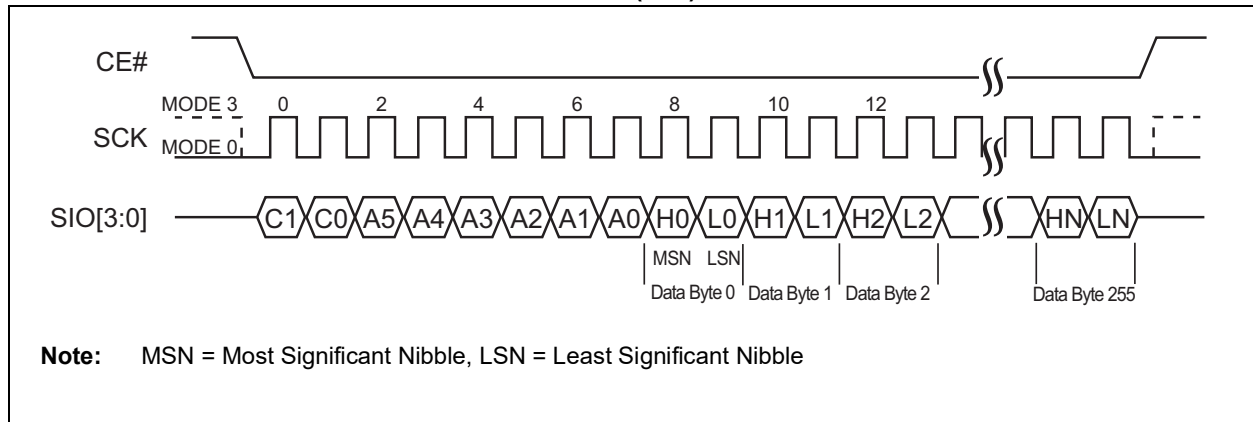 CE#
MODE 3 0 2 4 6 8 10 12
SCK
MODE 0
SIO[3:0] C1 C0 A5 A4 A3 A2 A1 A0 H0 L0 H1 L1 H2 L2 HN LN
MSN LSN
Data Byte 0 Data Byte 1 Data Byte 2 Data Byte 255
Note: MSN = Most Significant Nibble, LSN = Least Significant Nibble